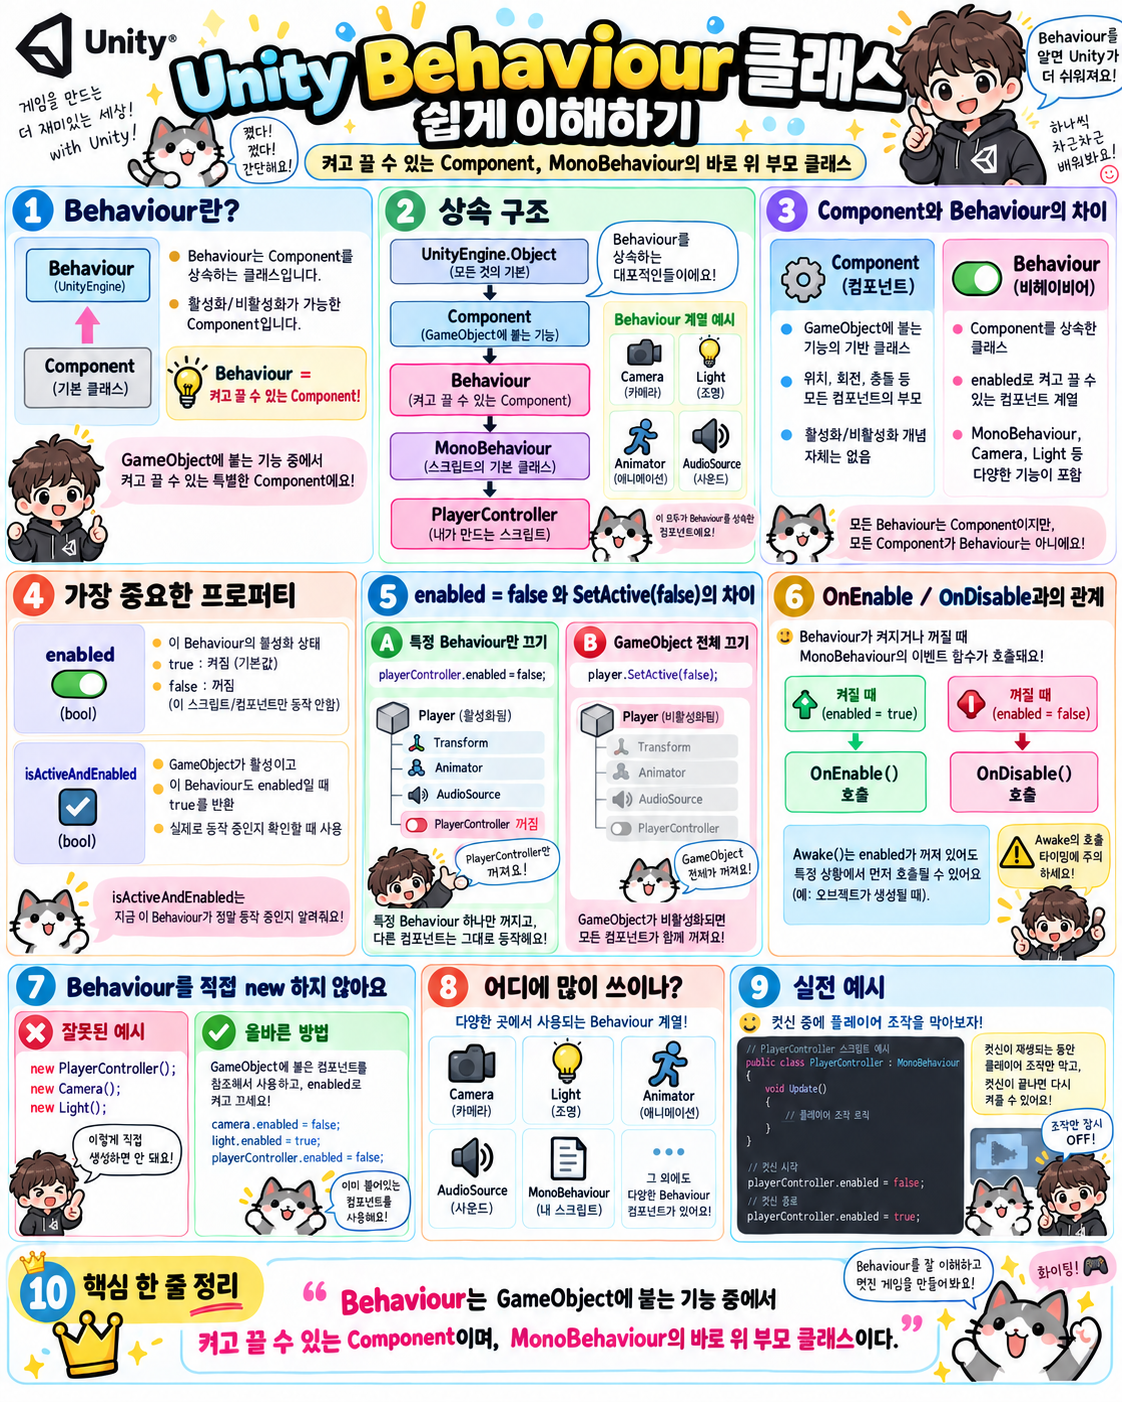 Unity®
게임을 만드는
더 재미있는 세상!
with Unity!
Unity Behaviour 클래스
쉽게 이해하기
켰다!
껐다!
간단해요!
켜고 끌 수 있는 Component, MonoBehaviour의 바로 위 부모 클래스
Behaviour를
알면 Unity가
더 쉬워져요!
하나씩
차근차근
배워봐요!
1 Behaviour란?
Behaviour
(UnityEngine)
Component
(기본 클래스)
Behaviour는 Component를
상속하는 클래스입니다.
활성화/비활성화가 가능한
Component입니다.
Behaviour =
켜고 끌 수 있는 Component!
GameObject에 붙는 기능 중에서
켜고 끌 수 있는 특별한 Component에요!
2 상속 구조
UnityEngine.Object
(모든 것의 기본)
Component
(GameObject에 붙는 기능)
Behaviour
(켜고 끌 수 있는 Component)
MonoBehaviour
(스크립트의 기본 클래스)
PlayerController
(내가 만드는 스크립트)
Behaviour를
상속하는
대포적인들이에요!
Behaviour 계열 예시
Camera
(카메라)
Light
(조명)
Animator
(애니메이션)
AudioSource
(사운드)
이 모두가 Behaviour를 상속한
컴포넌트에요!
3 Component와 Behaviour의 차이
Component
(컴포넌트)
GameObject에 붙는
기능의 기반 클래스
위치, 회전, 충돌 등
모든 컴포넌트의 부모
활성화/비활성화 개념
자체는 없음
Behaviour
(비헤이비어)
Component를 상속한
클래스
enabled로 켜고 끌 수
있는 컴포넌트 계열
MonoBehaviour,
Camera, Light 등
다양한 기능이 포함
모든 Behaviour는 Component이지만,
모든 Component가 Behaviour는 아니에요!
4 가장 중요한 프로퍼티
enabled
(bool)
이 Behaviour의 활성화 상태
true : 켜짐 (기본값)
false : 꺼짐
(이 스크립트/컴포넌트만 동작 안함)
isActiveAndEnabled
(bool)
GameObject가 활성이고
이 Behaviour도 enabled일 때
true를 반환
실제로 동작 중인지 확인할 때 사용
isActiveAndEnabled는
지금 이 Behaviour가 정말 동작 중인지 알려줘요!
5 enabled = false 와 SetActive(false)의 차이
A 특정 Behaviour만 끄기
playerController.enabled = false;
Player (활성화됨)
Transform
Animator
AudioSource
PlayerController 꺼짐
PlayerController만
꺼져요!
특정 Behaviour 하나만 꺼지고,
다른 컴포넌트는 그대로 동작해요!
B GameObject 전체 끄기
player.SetActive(false);
Player (비활성화됨)
Transform
Animator
AudioSource
PlayerController
GameObject
전체가 꺼져요!
GameObject가 비활성화되면
모든 컴포넌트가 함께 꺼져요!
6 OnEnable / OnDisable과의 관계
Behaviour가 켜지거나 꺼질 때
MonoBehaviour의 이벤트 함수가 호출돼요!
켜질 때
(enabled = true)
OnEnable()
호출
꺼질 때
(enabled = false)
OnDisable()
호출
Awake()는 enabled가 꺼져 있어도
특정 상황에서 먼저 호출될 수 있어요
(예: 오브젝트가 생성될 때).
Awake의 호출
타이밍에 주의
하세요!
7 Behaviour를 직접 new 하지 않아요
잘못된 예시
new PlayerController();
new Camera();
new Light();
이렇게 직접
생성하면 안 돼요!
올바른 방법
GameObject에 붙은 컴포넌트를
참조해서 사용하고, enabled로
켜고 끄세요!
camera.enabled = false;
light.enabled = true;
playerController.enabled = false;
이미 붙어있는
컴포넌트를
사용해요!
8 어디에 많이 쓰이나?
다양한 곳에서 사용되는 Behaviour 계열!
Camera
(카메라)
Light
(조명)
Animator
(애니메이션)
AudioSource
(사운드)
MonoBehaviour
(내 스크립트)
그 외에도
다양한 Behaviour
컴포넌트가 있어요!
9 실전 예시
컷신 중에 플레이어 조작을 막아보자!
// PlayerController 스크립트 예시
public class PlayerController : MonoBehaviour
{
void Update()
{
// 플레이어 조작 로직
}
}
// 컷신 시작
playerController.enabled = false;
// 컷신 종료
playerController.enabled = true;
컷신이 재생되는 동안
플레이어 조작만 막고,
컷신이 끝나면 다시
켜줄 수 있어요!
조작만 잠시
OFF!
10 핵심 한 줄 정리
“ Behaviour는 GameObject에 붙는 기능 중에서
켜고 끌 수 있는 Component이며, MonoBehaviour의 바로 위 부모 클래스이다. ”
Behaviour를 잘 이해하고
멋진 게임을 만들어봐요!
화이팅!